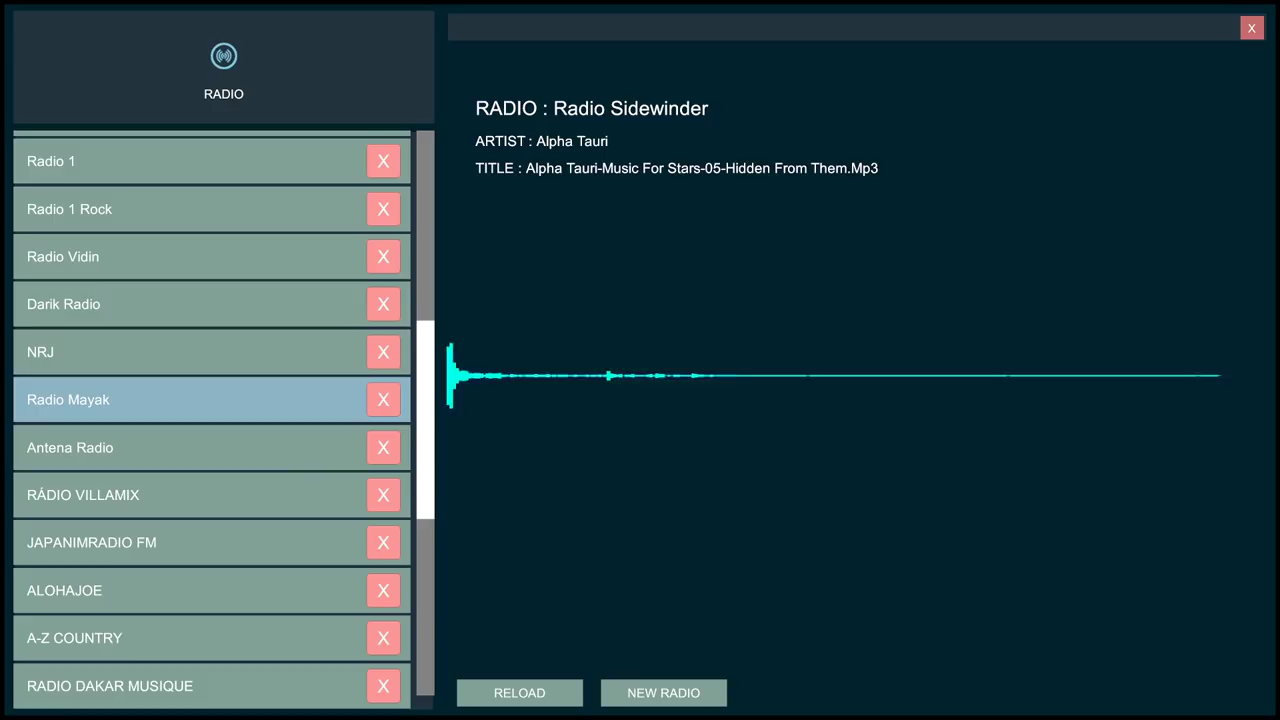 RADIO
Radio 1
X
Radio 1 Rock
X
Radio Vidin
X
Darik Radio
X
NRJ
X
Radio Mayak
X
Antena Radio
X
RÁDIO VILLAMIX
X
JAPANIMRADIO FM
X
ALOHAJOE
X
A-Z COUNTRY
X
RADIO DAKAR MUSIQUE
X
X
RADIO : Radio Sidewinder
ARTIST : Alpha Tauri
TITLE : Alpha Tauri-Music For Stars-05-Hidden From Them.Mp3
RELOAD
NEW RADIO